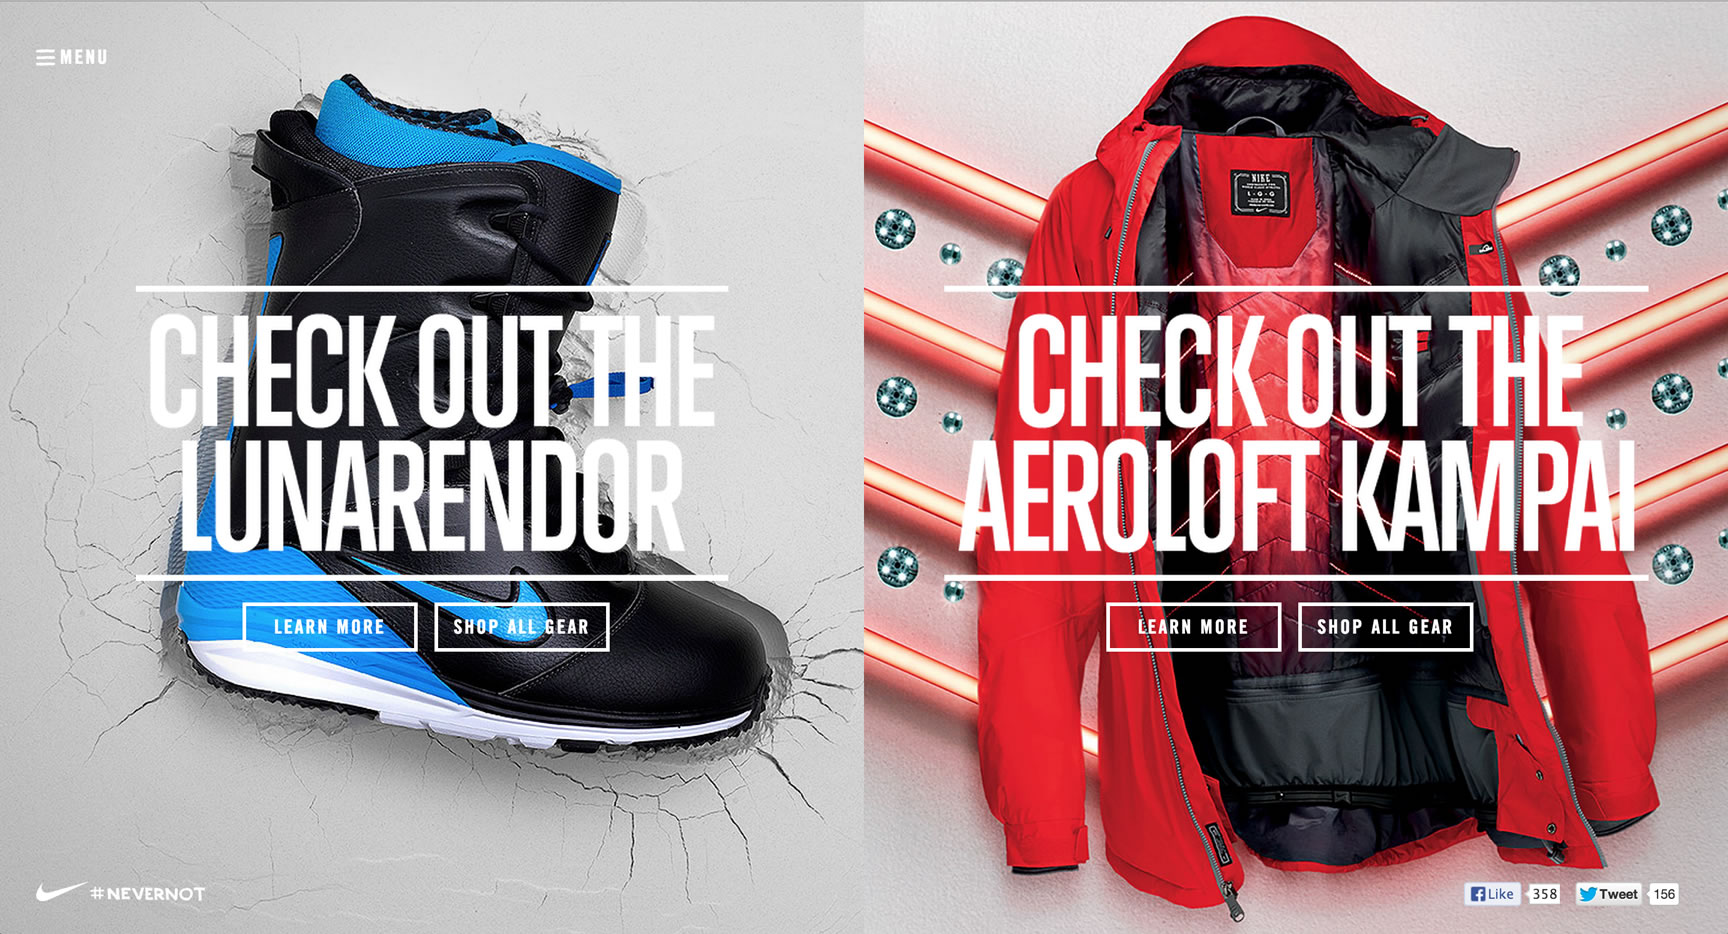 MENU
CHECK OUT THE
LUNARENDOR
LEARN MORE
SHOP ALL GEAR
#NEVERNOT
NIKE
L·G·G
CHECK OUT THE
AEROLOFT KAMPAI
LEARN MORE
SHOP ALL GEAR
Like 358
Tweet 156